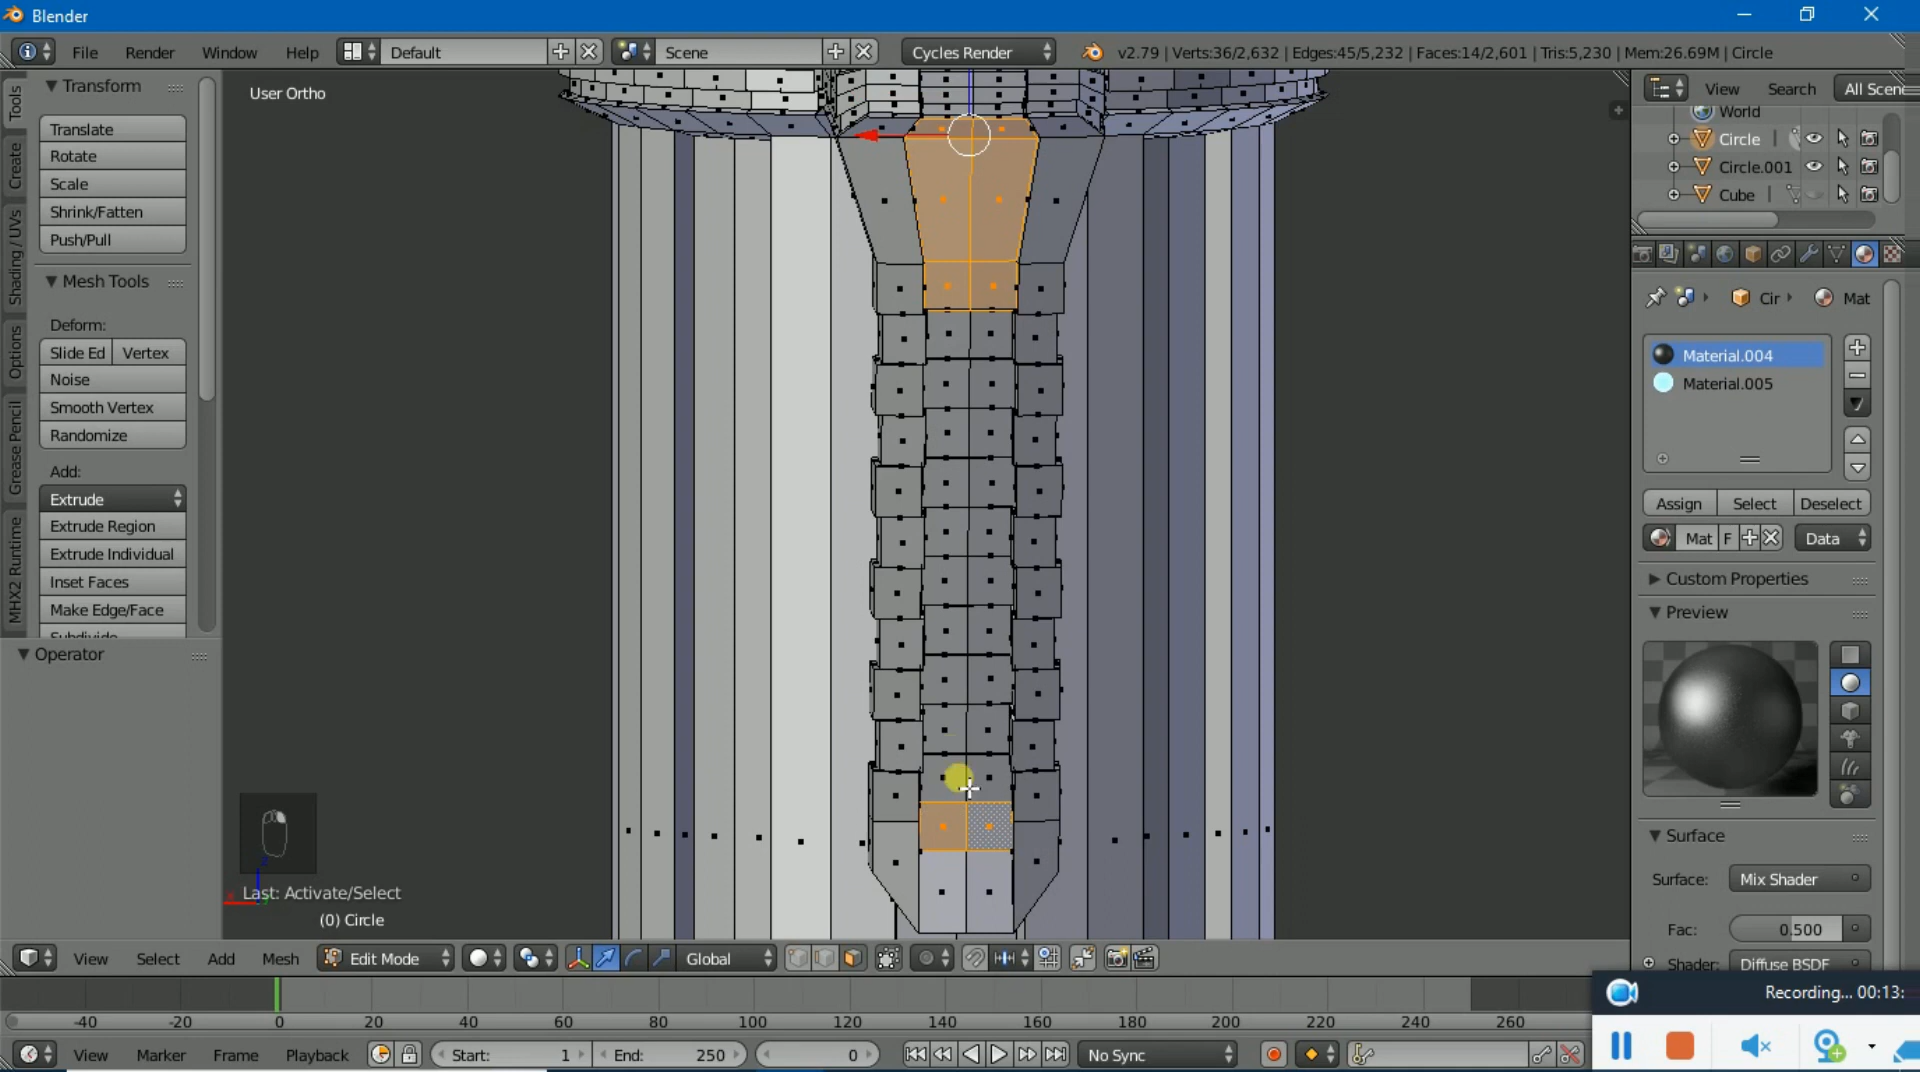 Blender
File Render Window Help Default Scene Cycles Render v2.79 | Verts:36/2,632 | Edges:45/5,232 | Faces:14/2,601 | Tris:5,230 | Mem:26.69M | Circle
Tools
Create
Shading / UVs
Options
Grease Pencil
MHX2 Runtime
Transform
Translate
Rotate
Scale
Shrink/Fatten
Push/Pull
Mesh Tools
Deform:
Slide Ed Vertex
Noise
Smooth Vertex
Randomize
Add:
Extrude
Extrude Region
Extrude Individual
Inset Faces
Make Edge/Face
Subdivide
Operator
User Ortho
Last: Activate/Select
(0) Circle
View Search All Scene
World
Circle
Circle.001
Cube
Cir Mat
Material.004
Material.005
Assign Select Deselect
Mat F Data
Custom Properties
Preview
Surface
Surface: Mix Shader
Fac: 0.500
Shader: Diffuse BSDF
View Select Add Mesh Edit Mode Global
Recording... 00:13:
-40 -20 0 20 40 60 80 100 120 140 160 180 200 220 240 260
View Marker Frame Playback Start: 1 End: 250 0 No Sync